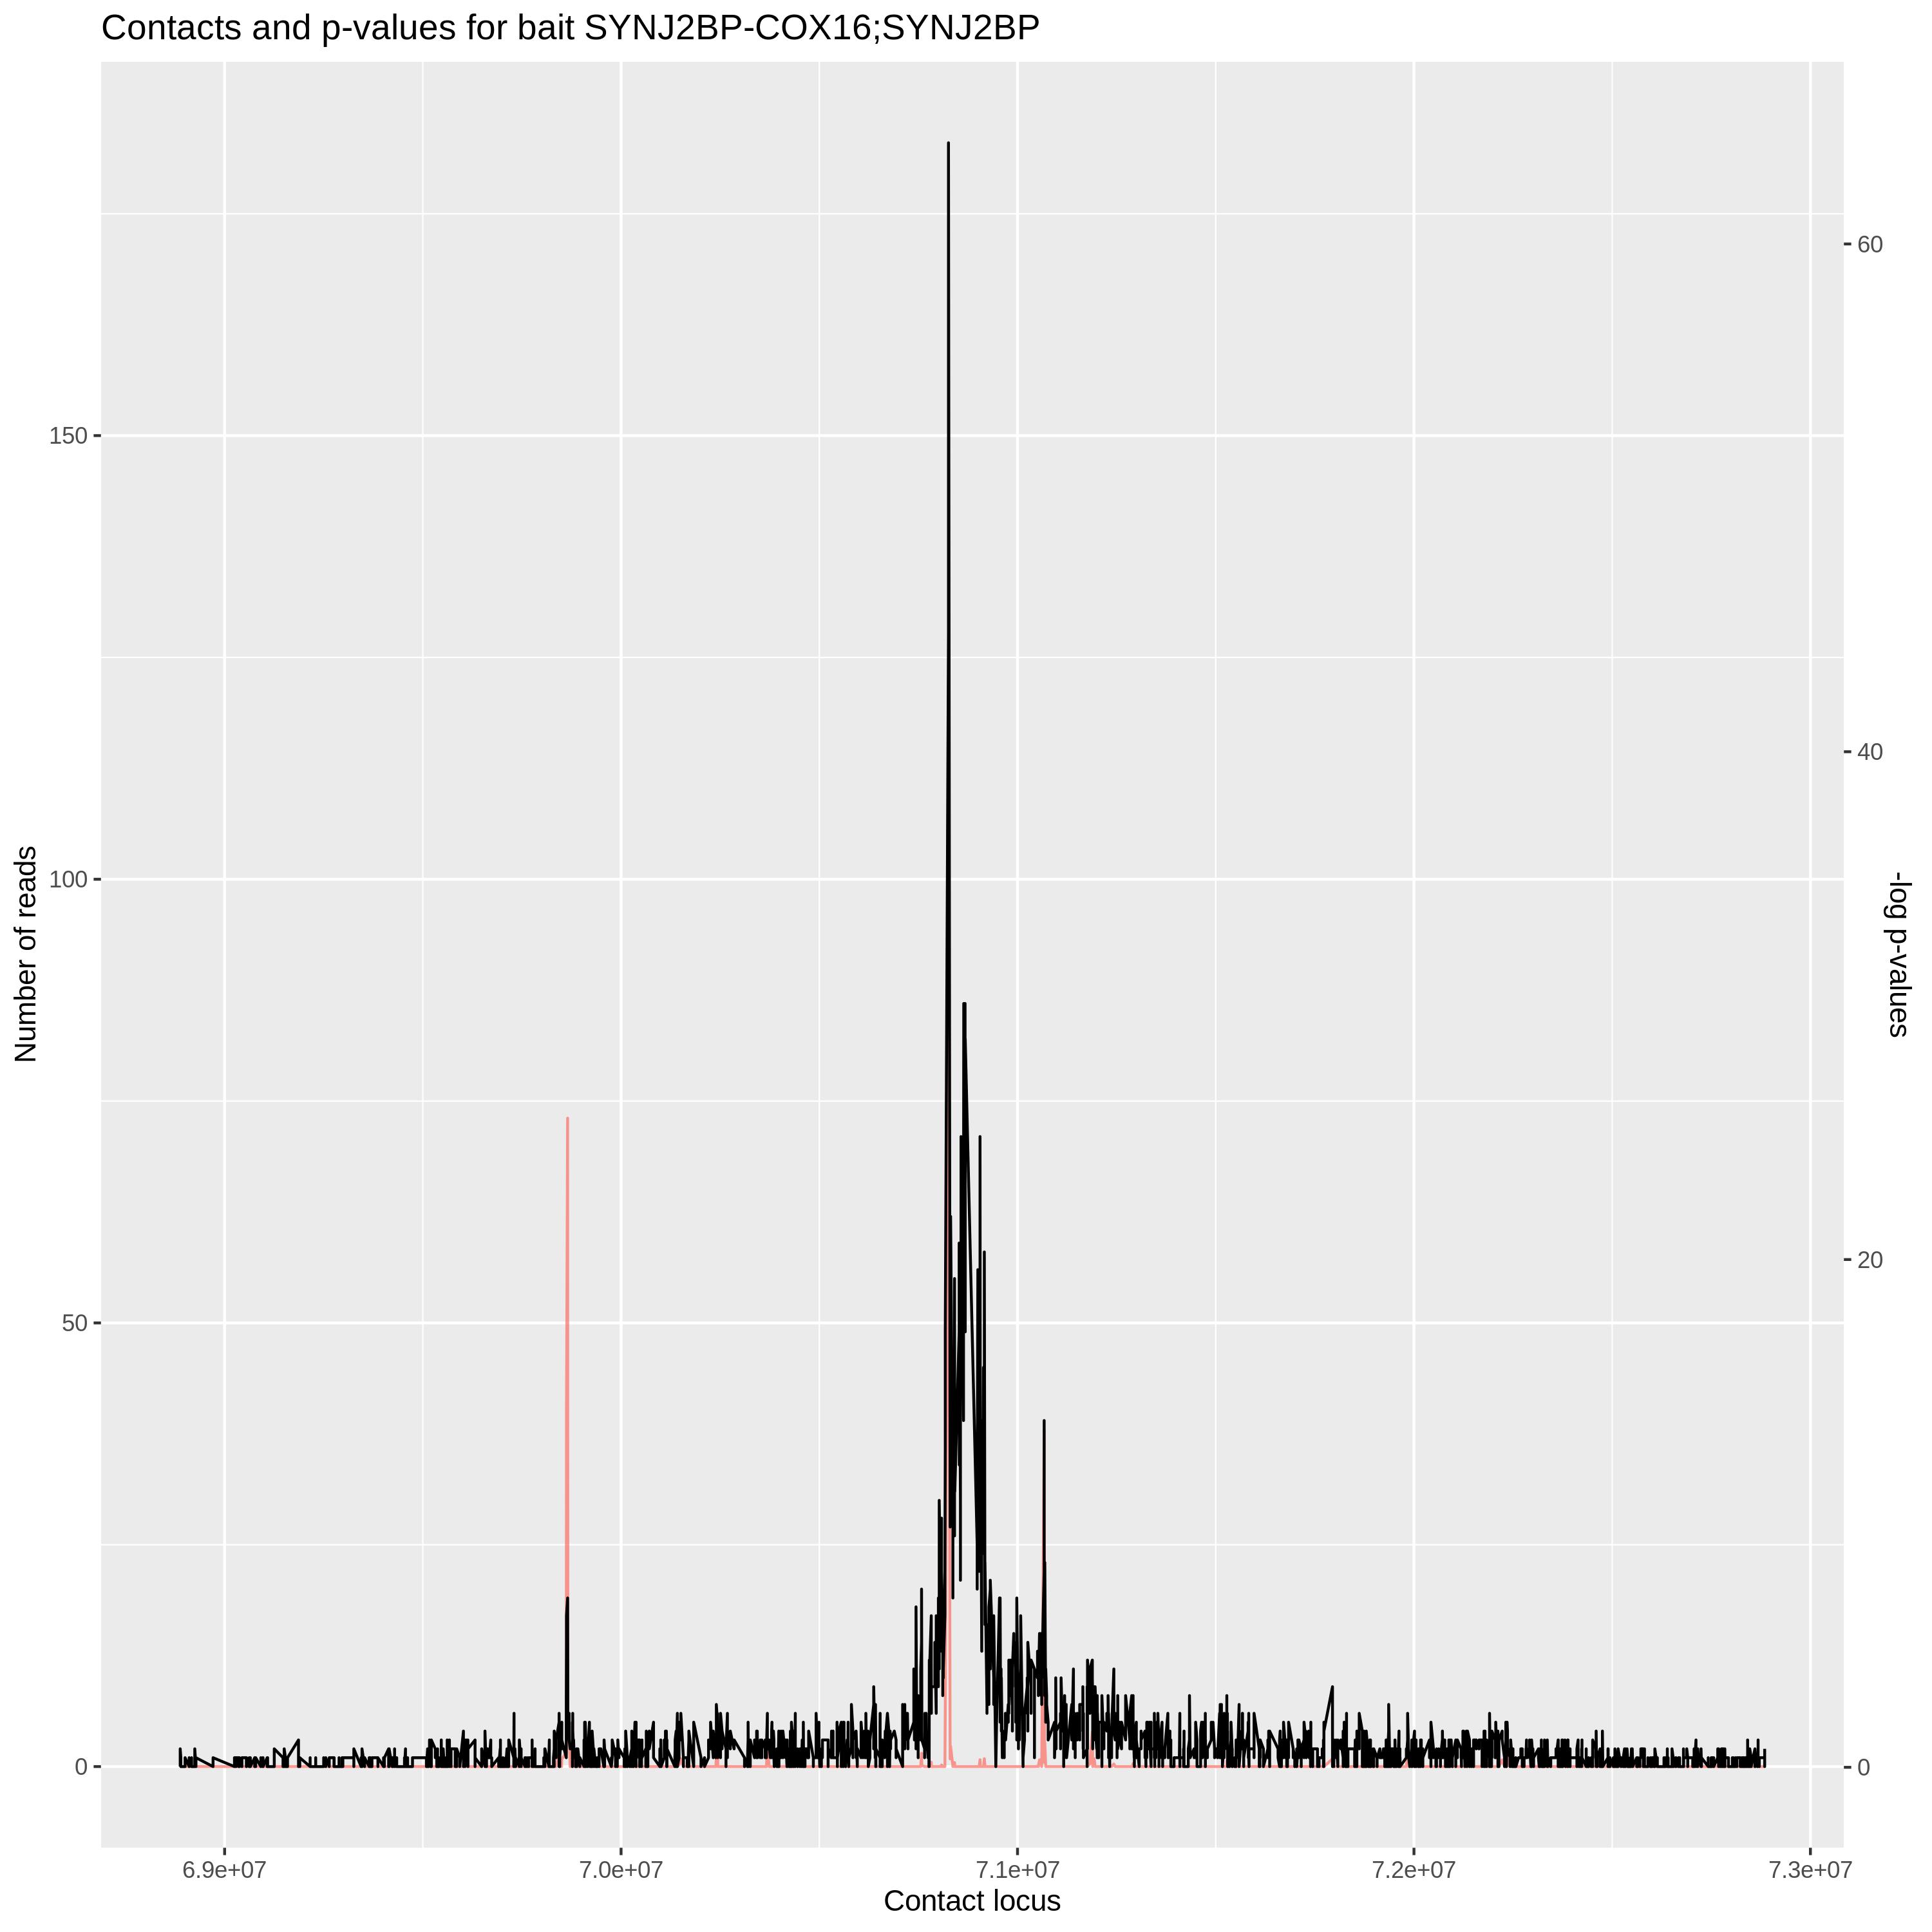 Contacts and p-values for bait SYNJ2BP-COX16;SYNJ2BP
Number of reads
150
100
50
0
60
40
20
0
-log p-values
6.9e+07 7.0e+07 7.1e+07 7.2e+07 7.3e+07
Contact locus